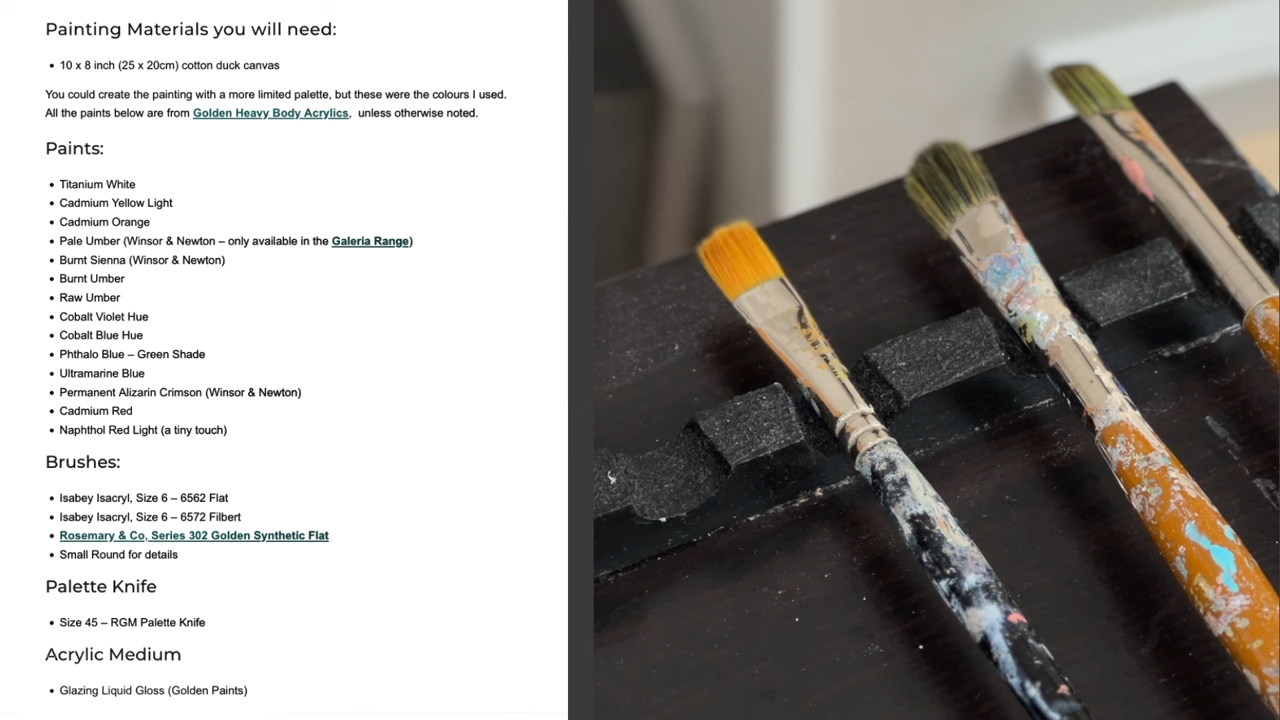 Painting Materials you will need:
10 x 8 inch (25 x 20cm) cotton duck canvas
You could create the painting with a more limited palette, but these were the colours I used.
All the paints below are from Golden Heavy Body Acrylics,  unless otherwise noted.
Paints:
Titanium White
Cadmium Yellow Light
Cadmium Orange
Pale Umber (Winsor & Newton – only available in the Galeria Range)
Burnt Sienna (Winsor & Newton)
Burnt Umber
Raw Umber
Cobalt Violet Hue
Cobalt Blue Hue
Phthalo Blue – Green Shade
Ultramarine Blue
Permanent Alizarin Crimson (Winsor & Newton)
Cadmium Red
Naphthol Red Light (a tiny touch)
Brushes:
Isabey Isacryl, Size 6 – 6562 Flat
Isabey Isacryl, Size 6 – 6572 Filbert
Rosemary & Co, Series 302 Golden Synthetic Flat
Small Round for details
Palette Knife
Size 45 – RGM Palette Knife
Acrylic Medium
Glazing Liquid Gloss (Golden Paints)